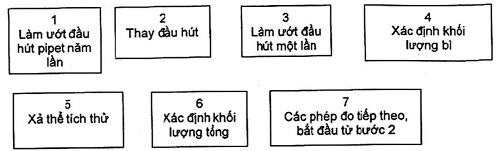 1
Làm ướt đầu
hút pipet năm
lần
2
Thay đầu hút
3
Làm ướt đầu
hút một lần
4
Xác định khối
lượng bì
5
Xả thể tích thử
6
Xác định khối
lượng tổng
7
Các phép đo tiếp theo,
bắt đầu từ bước 2